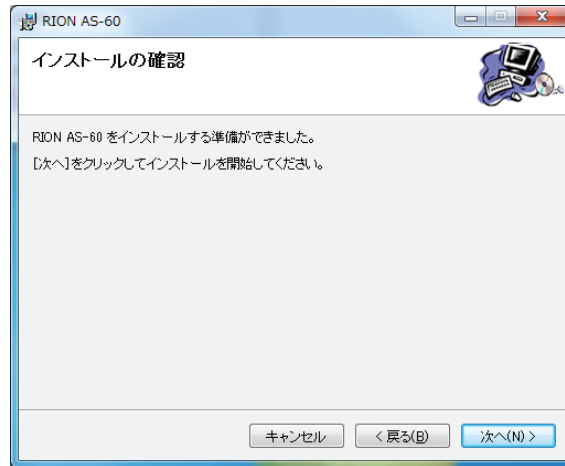 RION AS-60
インストールの確認
RION AS-60 をインストールする準備ができました。
[次へ]をクリックしてインストールを開始してください。
キャンセル
< 戻る(B)
次へ(N) >